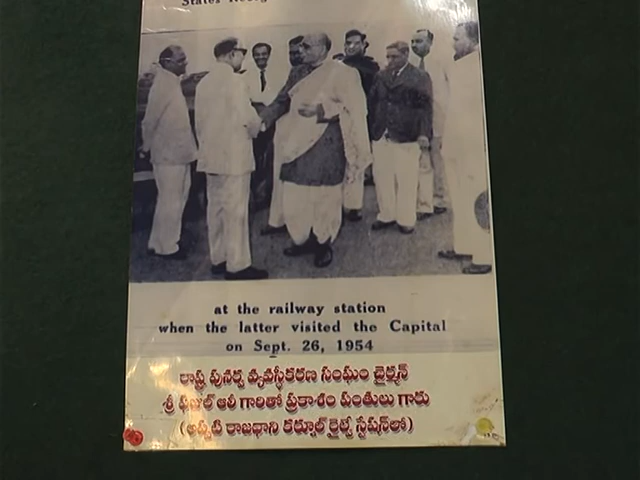 States
at the railway station
when the latter visited the Capital
on Sept. 26, 1954
రాష్ట్ర పునర్వ్యవస్థీకరణ సంఘం ఛైర్మన్
శ్రీ ఫజల్ ఆలీ గారితో ప్రకాశం పంతులు గారు
(అప్పటి రాజధాని కర్నూల్ రైల్వే స్టేషన్‌లో)